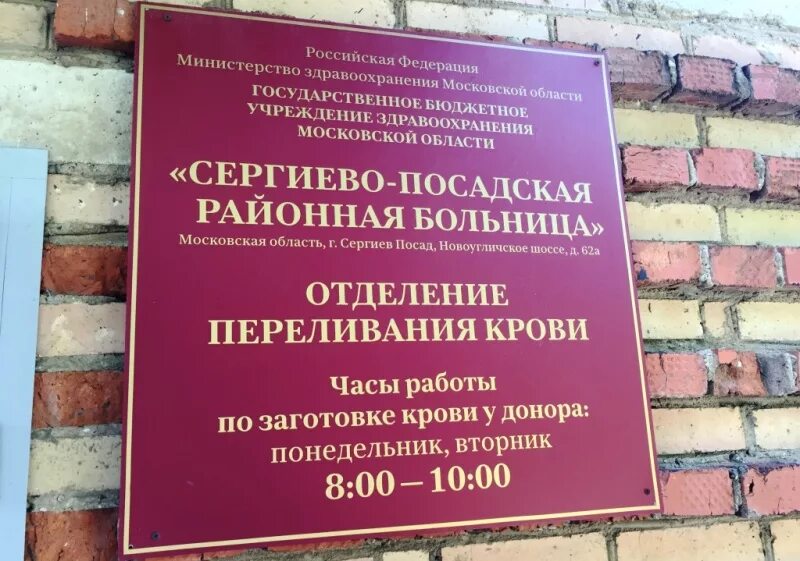 Российская Федерация
Министерство здравоохранения Московской области
ГОСУДАРСТВЕННОЕ БЮДЖЕТНОЕ
УЧРЕЖДЕНИЕ ЗДРАВООХРАНЕНИЯ
МОСКОВСКОЙ ОБЛАСТИ
«СЕРГИЕВО-ПОСАДСКАЯ
РАЙОННАЯ БОЛЬНИЦА»
Московская область, г. Сергиев Посад, Новоугличское шоссе, д. 62а
ОТДЕЛЕНИЕ
ПЕРЕЛИВАНИЯ КРОВИ
Часы работы
по заготовке крови у донора:
понедельник, вторник
8:00 — 10:00